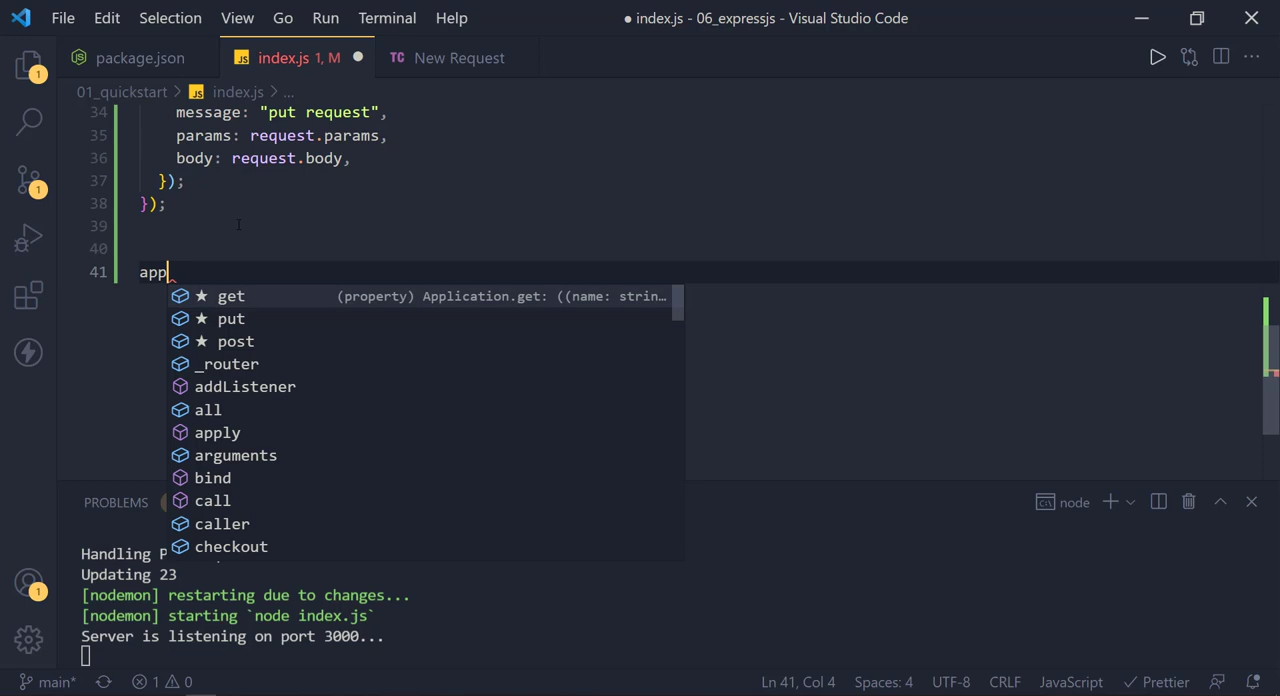 File Edit Selection View Go Run Terminal Help ● index.js - 06_expressjs - Visual Studio Code
1 package.json JS index.js 1, M ● TC New Request
01_quickstart > JS index.js > ...
34 message: "put request",
35 params: request.params,
36 body: request.body,
37 });
38 });
39
40
41 app
get (property) Application.get: ((name: strin...
put
post
_router
addListener
all
apply
arguments
bind
call
caller
checkout
1
PROBLEMS node
Handling P
Updating 23
[nodemon] restarting due to changes...
[nodemon] starting `node index.js`
Server is listening on port 3000...
1
main* 1 0 Ln 41, Col 4 Spaces: 4 UTF-8 CRLF JavaScript Prettier